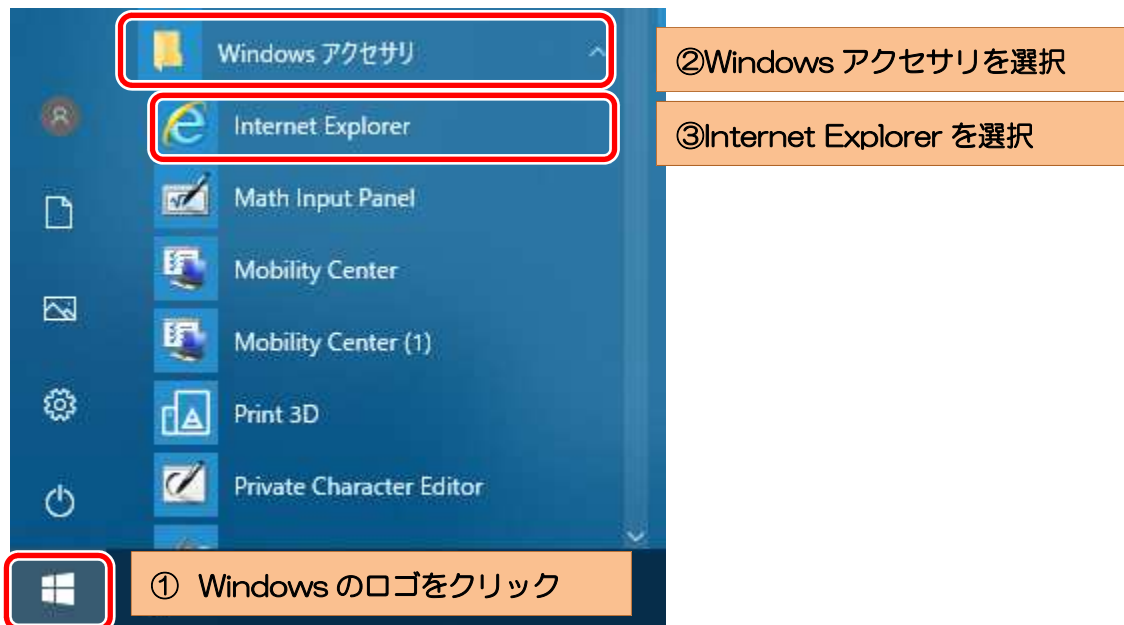 Windows アクセサリ
②Windows アクセサリを選択
Internet Explorer
③Internet Explorer を選択
Math Input Panel
Mobility Center
Mobility Center (1)
Print 3D
Private Character Editor
① Windows のロゴをクリック